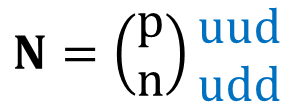 N = (p n) uud
udd